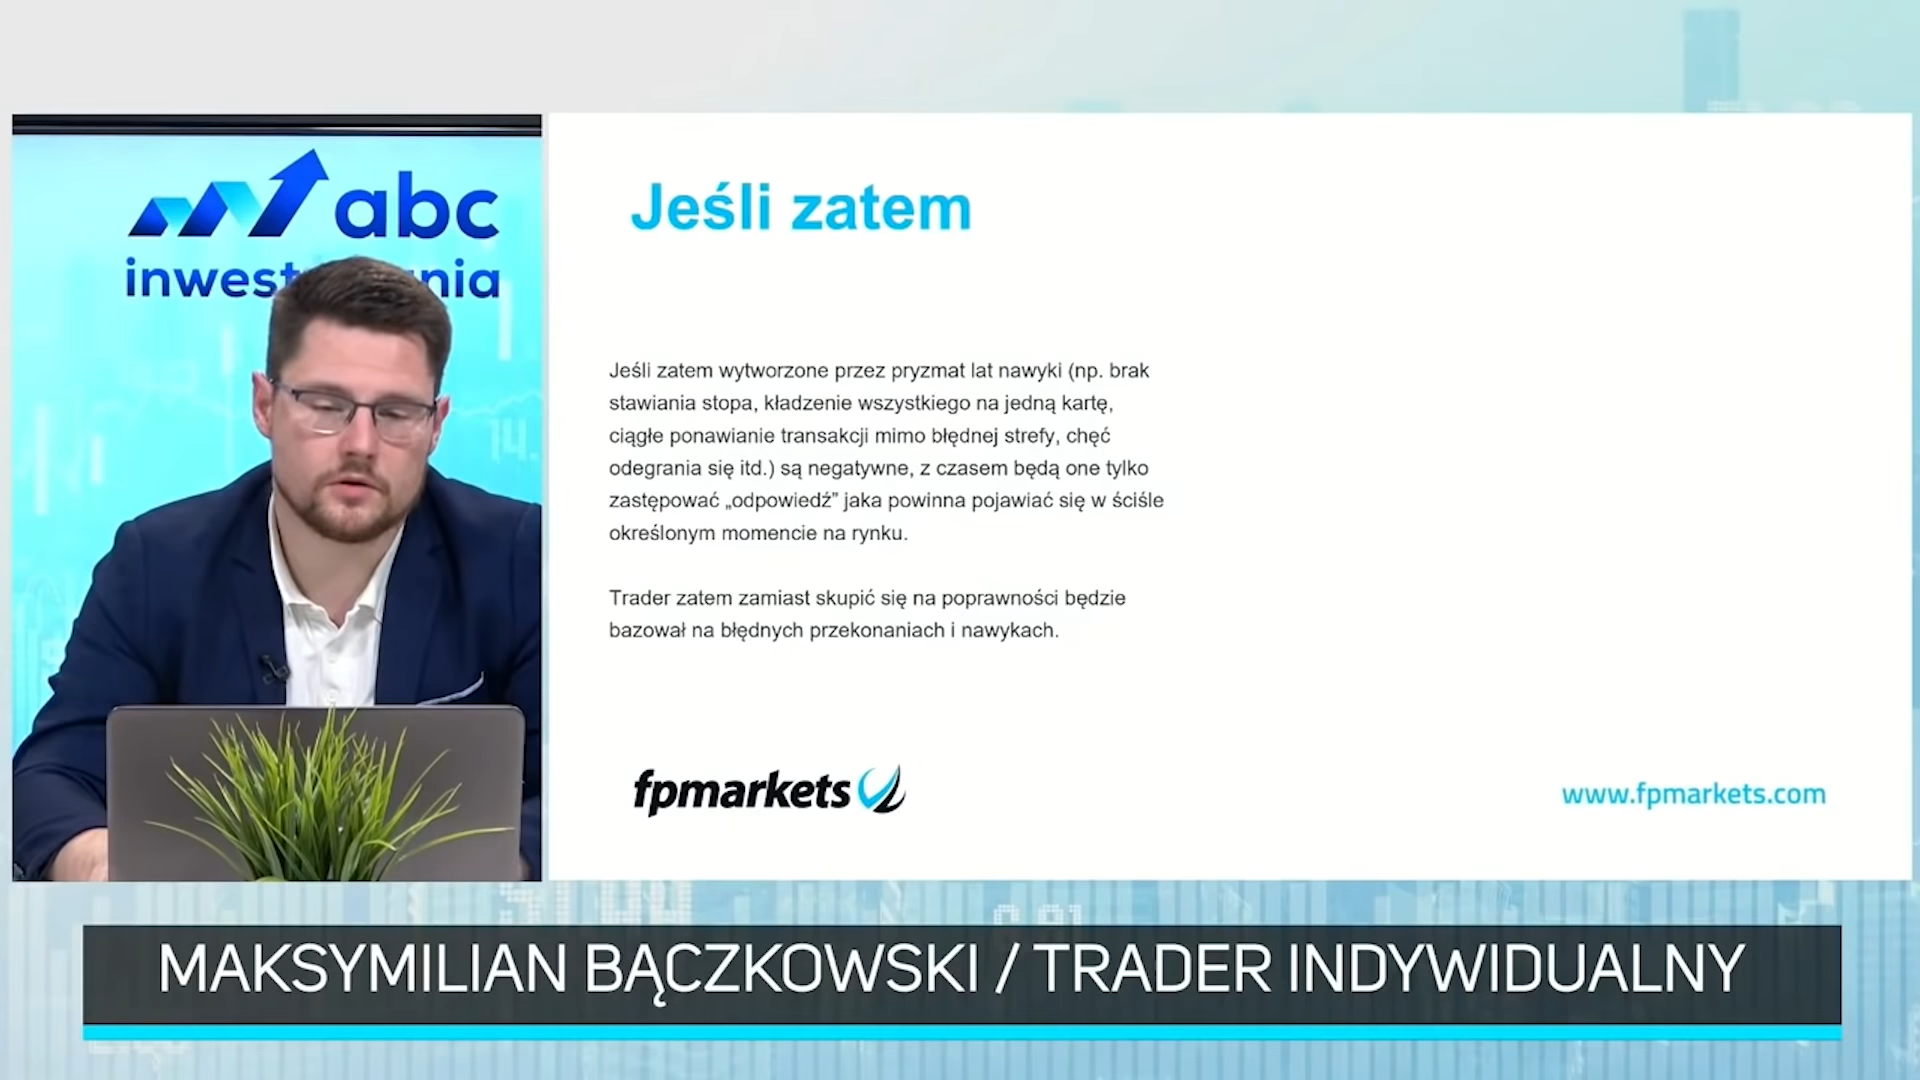 abc
Jeśli zatem
Jeśli zatem wytworzone przez pryzmat lat nawyki (np. brak
stawiania stopa, kładzenie wszystkiego na jedną kartę,
ciągłe ponawianie transakcji mimo błędnej strefy, chęć
odegrania się itd.) są negatywne, z czasem będą one tylko
zastępować „odpowiedź” jaka powinna pojawiać się w ściśle
określonym momencie na rynku.
Trader zatem zamiast skupić się na poprawności będzie
bazował na błędnych przekonaniach i nawykach.
fpmarkets
www.fpmarkets.com
MAKSYMILIAN BĄCZKOWSKI / TRADER INDYWIDUALNY